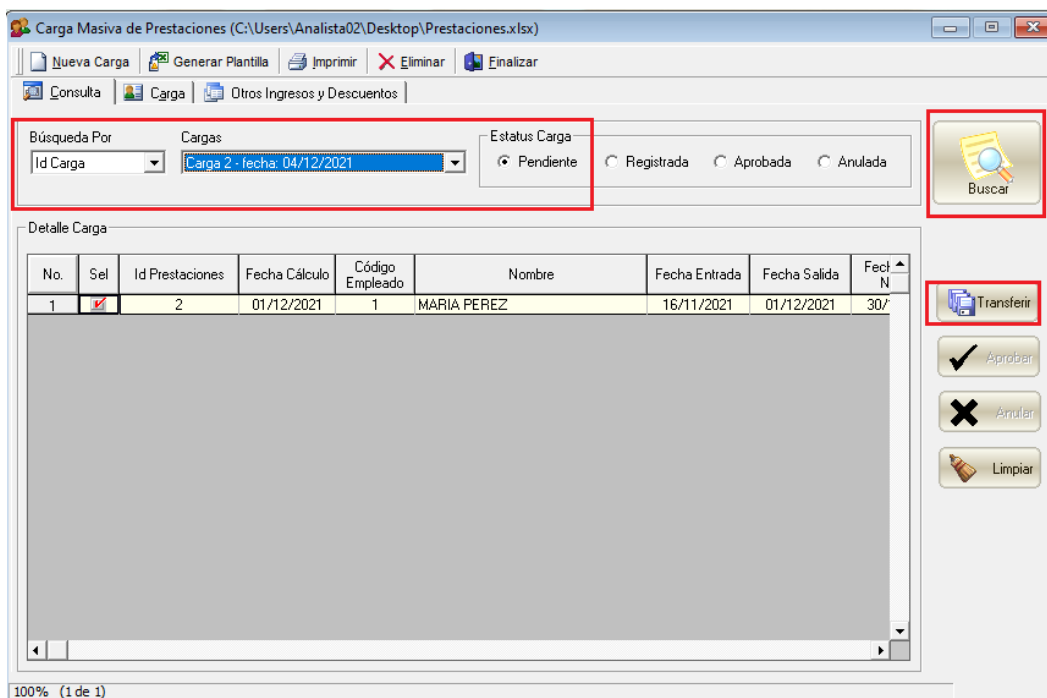 Carga Masiva de Prestaciones (C:\Users\Analista02\Desktop\Prestaciones.xlsx)
Nueva Carga Generar Plantilla Imprimir Eliminar Finalizar
Consulta Carga Otros Ingresos y Descuentos
Búsqueda Por Cargas Estatus Carga
Id Carga Carga 2 - fecha: 04/12/2021 Pendiente Registrada Aprobada Anulada
Buscar
Detalle Carga
No. Sel Id Prestaciones Fecha Cálculo Código Empleado Nombre Fecha Entrada Fecha Salida
1 2 01/12/2021 1 MARIA PEREZ 16/11/2021 01/12/2021 30/
Transferir
Aprobar
Anular
Limpiar
100% (1 de 1)